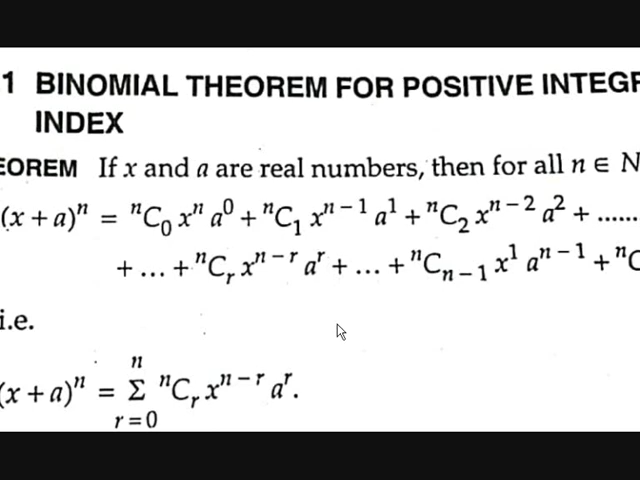 1 BINOMIAL THEOREM FOR POSITIVE INTEGR
INDEX
EOREM If x and a are real numbers, then for all n ∈ N
(x + a)ⁿ = ⁿC₀ xⁿ a⁰ + ⁿC₁ xⁿ⁻¹ a¹ + ⁿC₂ xⁿ⁻² a² + ......
+ ... + ⁿCᵣ xⁿ⁻ʳ aʳ + ... + ⁿCₙ₋₁ x¹ aⁿ⁻¹ + ⁿC
i.e.
(x + a)ⁿ = Σ ⁿCᵣ xⁿ⁻ʳ aʳ.
n
r = 0